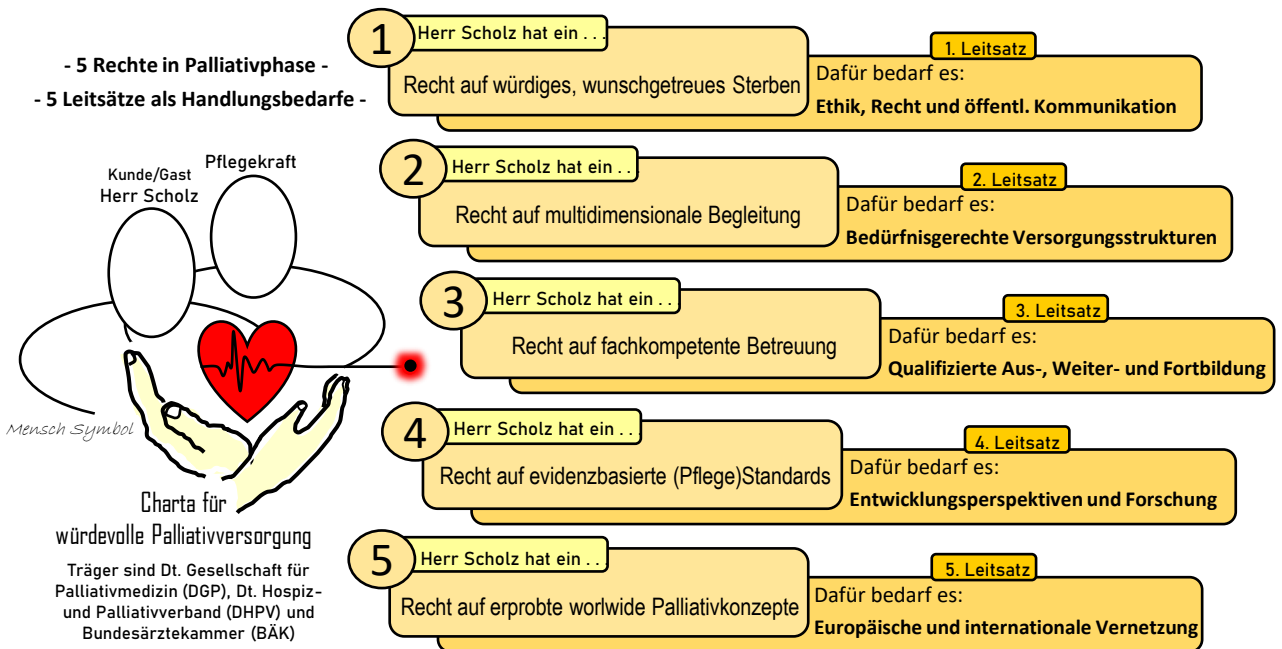 - 5 Rechte in Palliativphase -
- 5 Leitsätze als Handlungsbedarfe -
Kunde/Gast
Herr Scholz
Pflegekraft
Mensch Symbol
Charta für
würdevolle Palliativversorgung
Träger sind Dt. Gesellschaft für
Palliativmedizin (DGP), Dt. Hospiz-
und Palliativverband (DHPV) und
Bundesärztekammer (BÄK)
1
Herr Scholz hat ein . . .
Recht auf würdiges, wunschgetreues Sterben
1. Leitsatz
Dafür bedarf es:
Ethik, Recht und öffentl. Kommunikation
2
Herr Scholz hat ein . . .
Recht auf multidimensionale Begleitung
2. Leitsatz
Dafür bedarf es:
Bedürfnisgerechte Versorgungsstrukturen
3
Herr Scholz hat ein . . .
Recht auf fachkompetente Betreuung
3. Leitsatz
Dafür bedarf es:
Qualifizierte Aus-, Weiter- und Fortbildung
4
Herr Scholz hat ein . . .
Recht auf evidenzbasierte (Pflege)Standards
4. Leitsatz
Dafür bedarf es:
Entwicklungsperspektiven und Forschung
5
Herr Scholz hat ein . . .
Recht auf erprobte worlwide Palliativkonzepte
5. Leitsatz
Dafür bedarf es:
Europäische und internationale Vernetzung